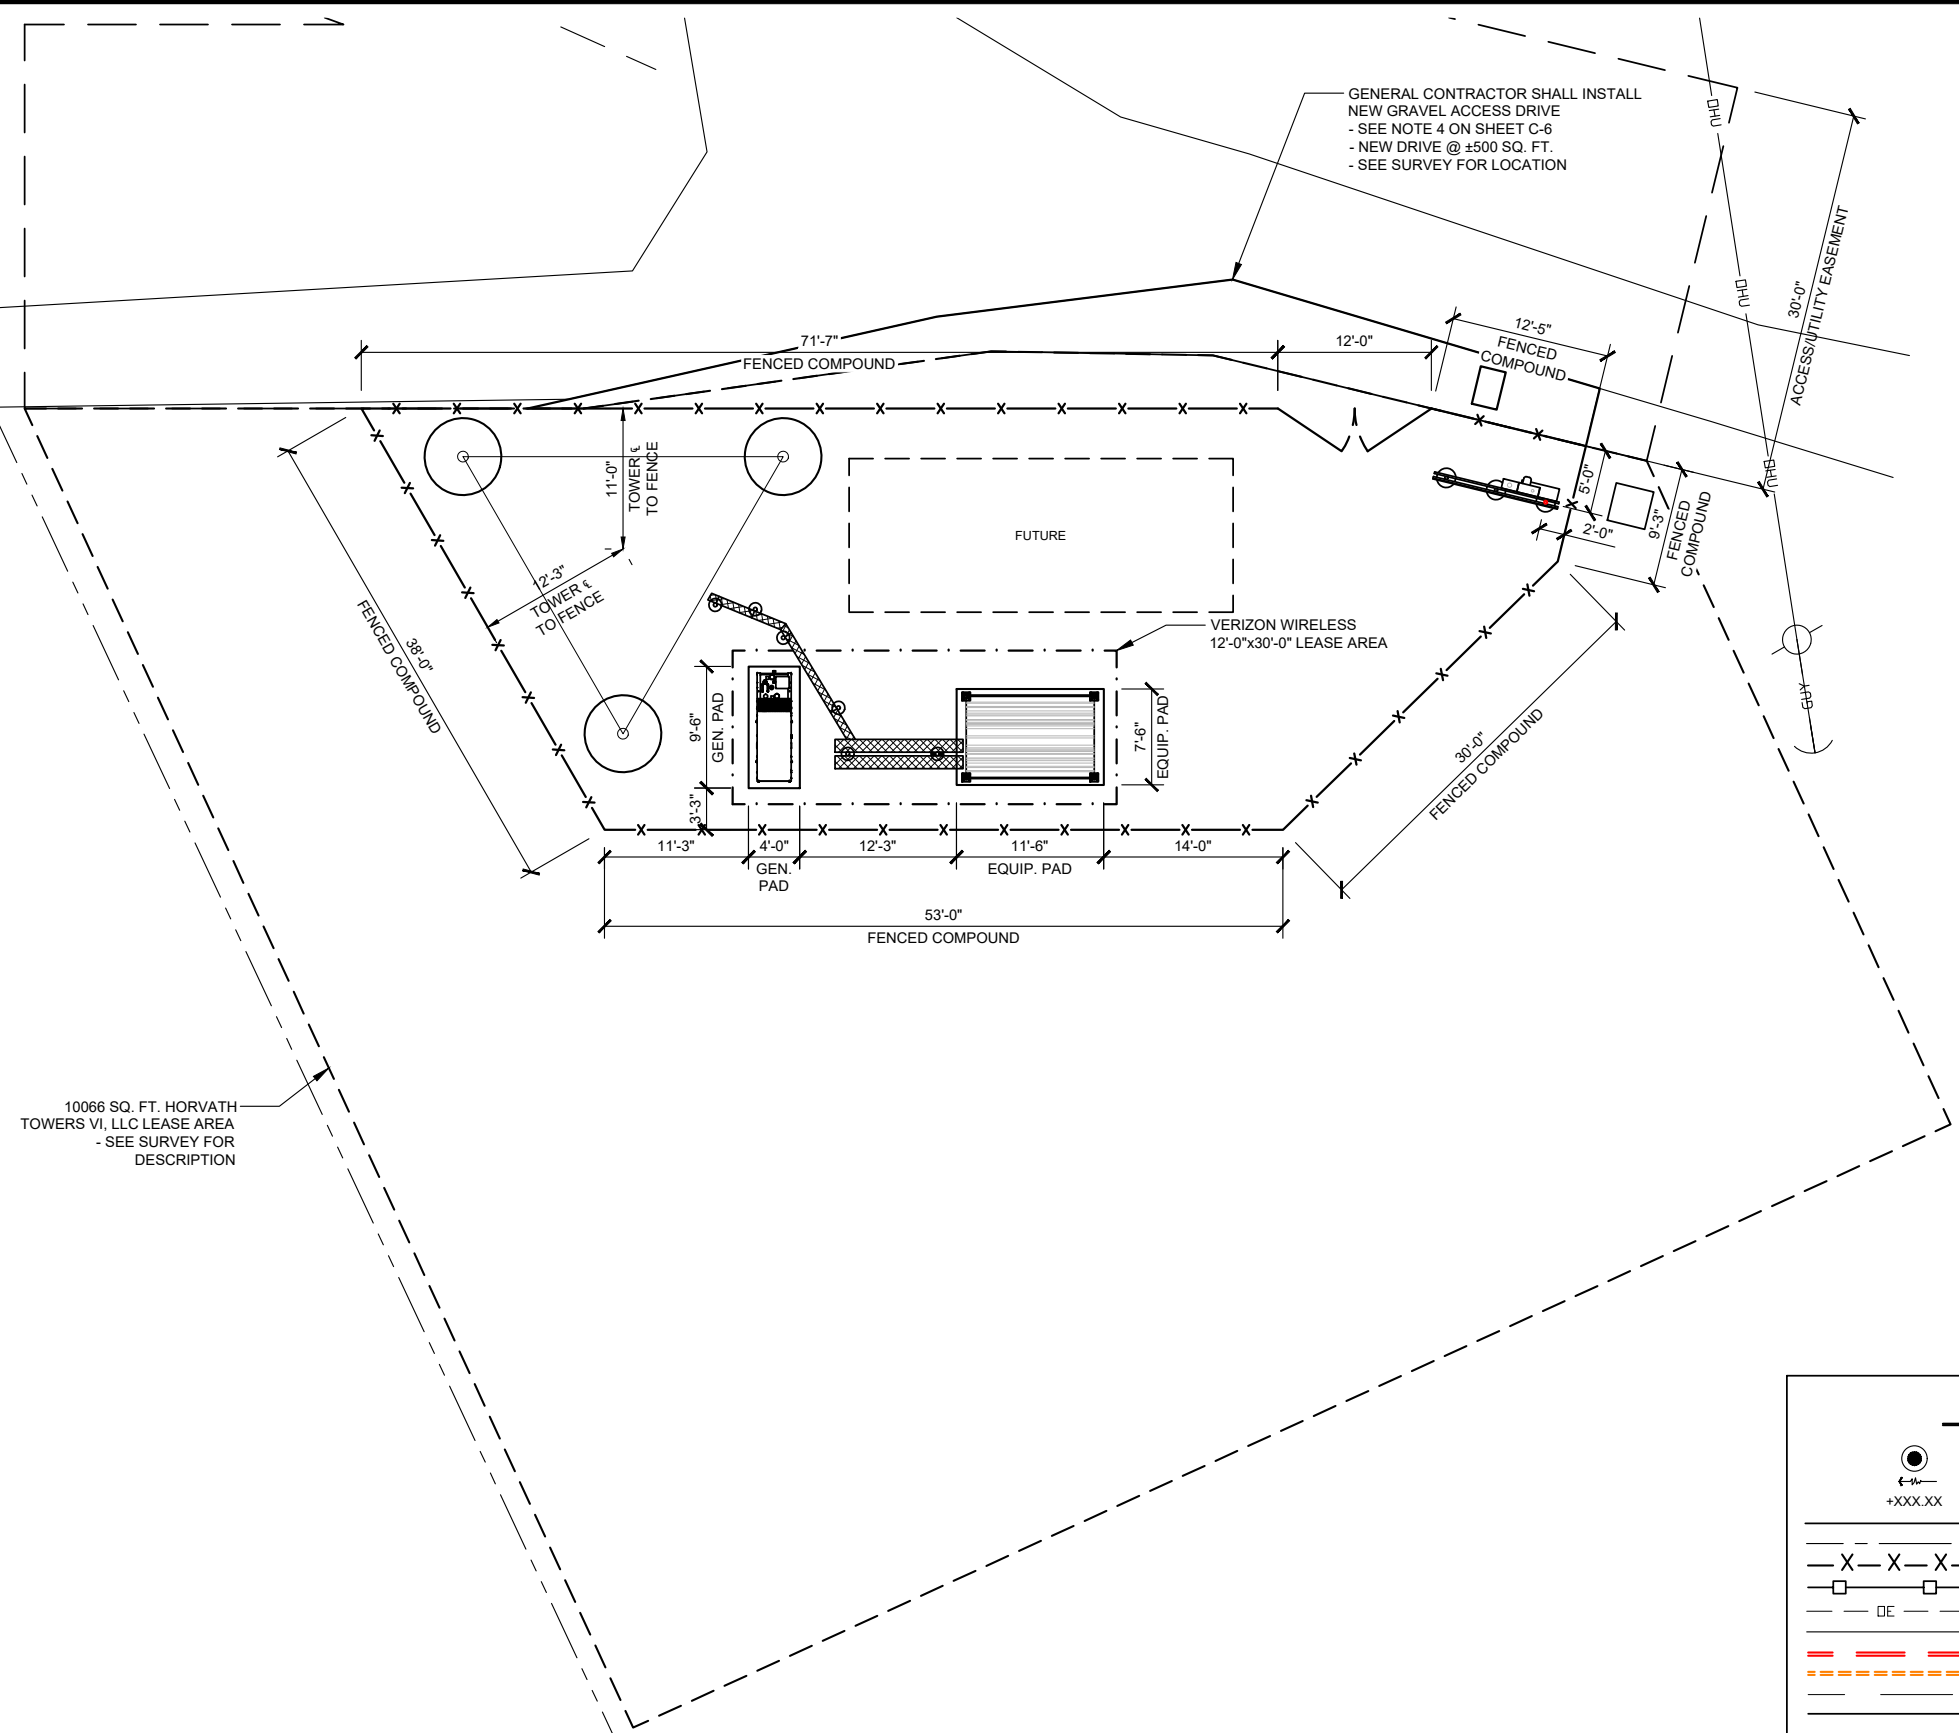 GENERAL CONTRACTOR SHALL INSTALL
NEW GRAVEL ACCESS DRIVE
- SEE NOTE 4 ON SHEET C-6
- NEW DRIVE @ ±500 SQ. FT.
- SEE SURVEY FOR LOCATION
OHU
OHU
OHU
30'-0"
ACCESS/UTILITY EASEMENT
71'-7"
FENCED COMPOUND
12'-0"
12'-5"
FENCED
COMPOUND
11'-0"
TOWER ℄
TO FENCE
12'-3"
TOWER ℄
TO FENCE
FUTURE
5'-0"
2'-0"
9'-3"
FENCED
COMPOUND
38'-0"
FENCED COMPOUND
VERIZON WIRELESS
12'-0"x30'-0" LEASE AREA
GUY
9'-6"
GEN. PAD
3'-3"
7'-6"
EQUIP. PAD
30'-0"
FENCED COMPOUND
11'-3"
4'-0"
GEN.
PAD
12'-3"
11'-6"
EQUIP. PAD
14'-0"
53'-0"
FENCED COMPOUND
10066 SQ. FT. HORVATH
TOWERS VI, LLC LEASE AREA
- SEE SURVEY FOR
DESCRIPTION
+XXX.XX
X X X
OE